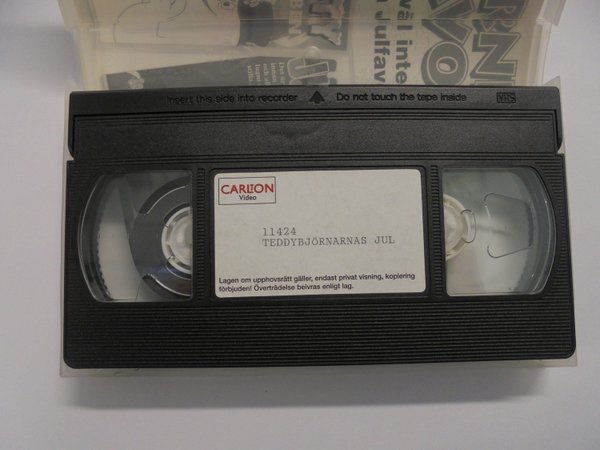 Insert this side into recorder
Do not touch the tape inside
VHS
CARLTON
Video
11424
TEDDYBJÖRNARNAS JUL
Lagen om upphovsrätt gäller, endast privat visning, kopiering
förbjuden! Överträdelse beivras enligt lag.